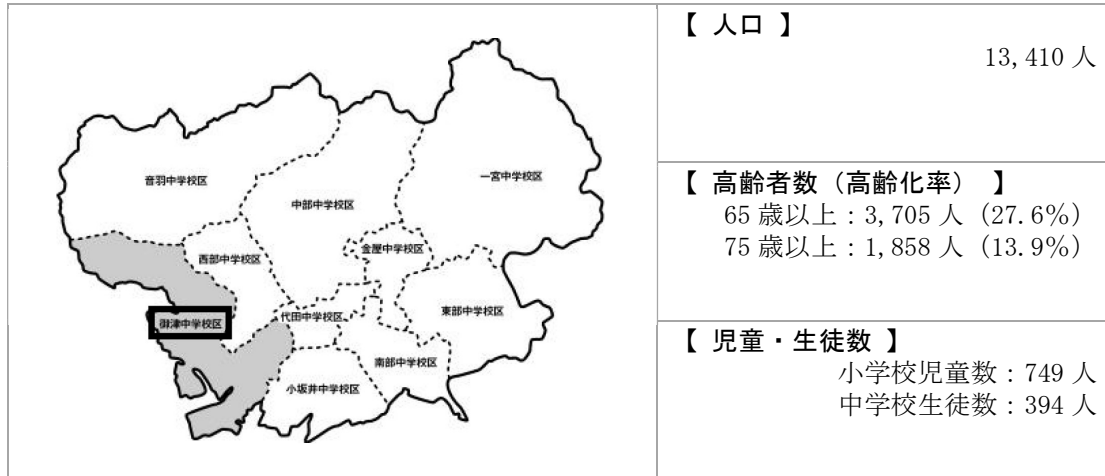 音羽中学校区
一宮中学校区
中部中学校区
西部中学校区
金屋中学校区
御津中学校区
代田中学校区
東部中学校区
南部中学校区
小坂井中学校区
【 人口 】
13,410 人
【 高齢者数（高齢化率） 】
65 歳以上：3,705 人（27.6%）
75 歳以上：1,858 人（13.9%）
【 児童・生徒数 】
小学校児童数：749 人
中学校生徒数：394 人